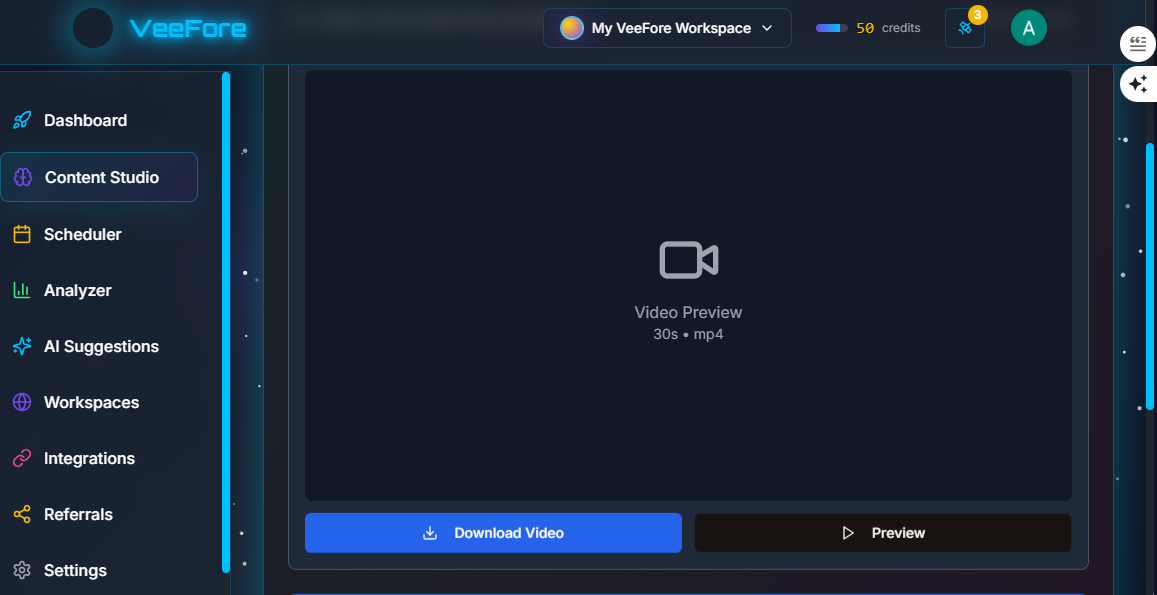 VeeFore
My VeeFore Workspace
50 credits
3
A
Dashboard
Content Studio
Scheduler
Analyzer
AI Suggestions
Workspaces
Integrations
Referrals
Settings
Video Preview
30s • mp4
Download Video
Preview